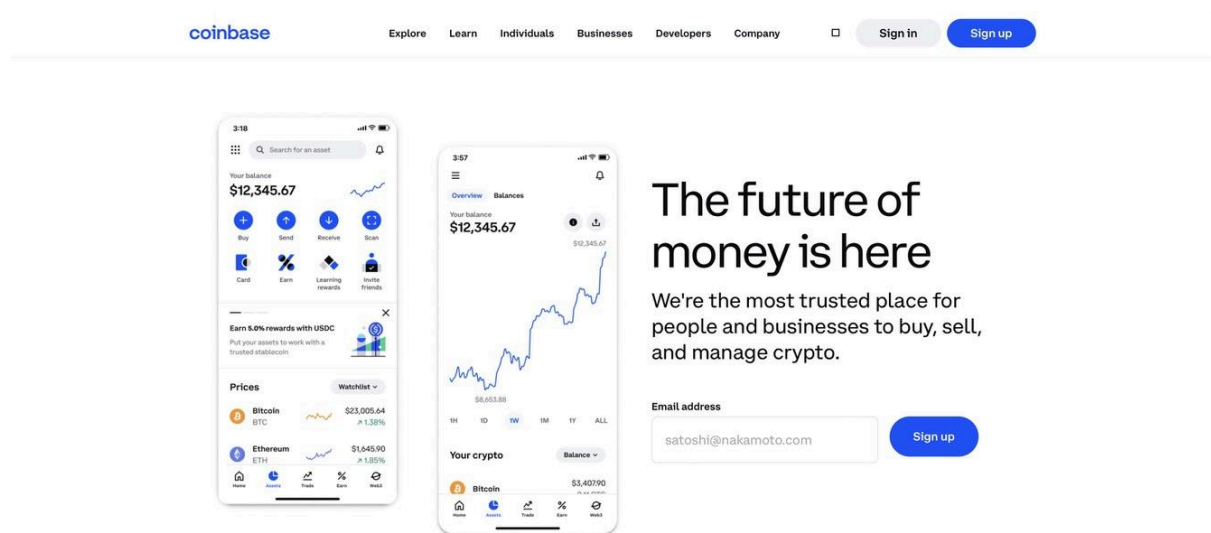 coinbase
Explore Learn Individuals Businesses Developers Company Sign in Sign up
3:18
Search for an asset
Your balance
$12,345.67
Buy Send Receive Scan
Card Earn Learning rewards Invite friends
Earn 5.0% rewards with USDC
Put your assets to work with a
trusted stablecoin
Prices Watchlist
Bitcoin $23,005.64
BTC ↗ 1.38%
Ethereum $1,645.90
ETH ↗ 1.85%
Home Assets Trade Earn Web3
3:57
Overview Balances
Your balance
$12,345.67
$12,345.67
$8,653.88
1H 1D 1W 1M 1Y ALL
Your crypto Balance
Bitcoin $3,407.90
Home Assets Trade Earn Web3
The future of
money is here
We're the most trusted place for
people and businesses to buy, sell,
and manage crypto.
Email address
satoshi@nakamoto.com Sign up